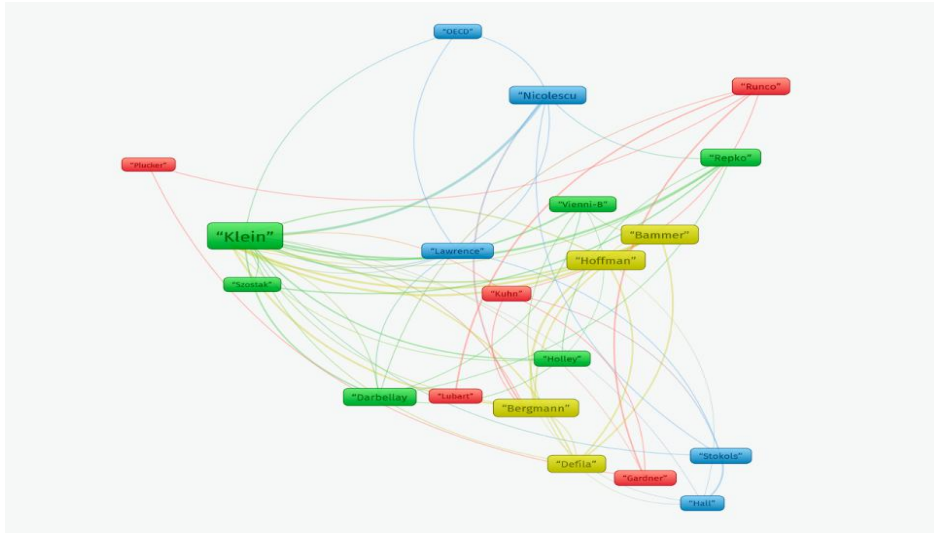 “OECD”
“Runco”
“Nicolescu
“Repko”
“Plucker”
“Vienni-B”
“Klein”
“Bammer”
“Lawrence”
“Hoffman”
“Szostak”
“Kuhn”
“Holley”
“Darbellay
“Lubart”
“Bergmann”
“Stokols”
“Defila”
“Gardner”
“Hall”